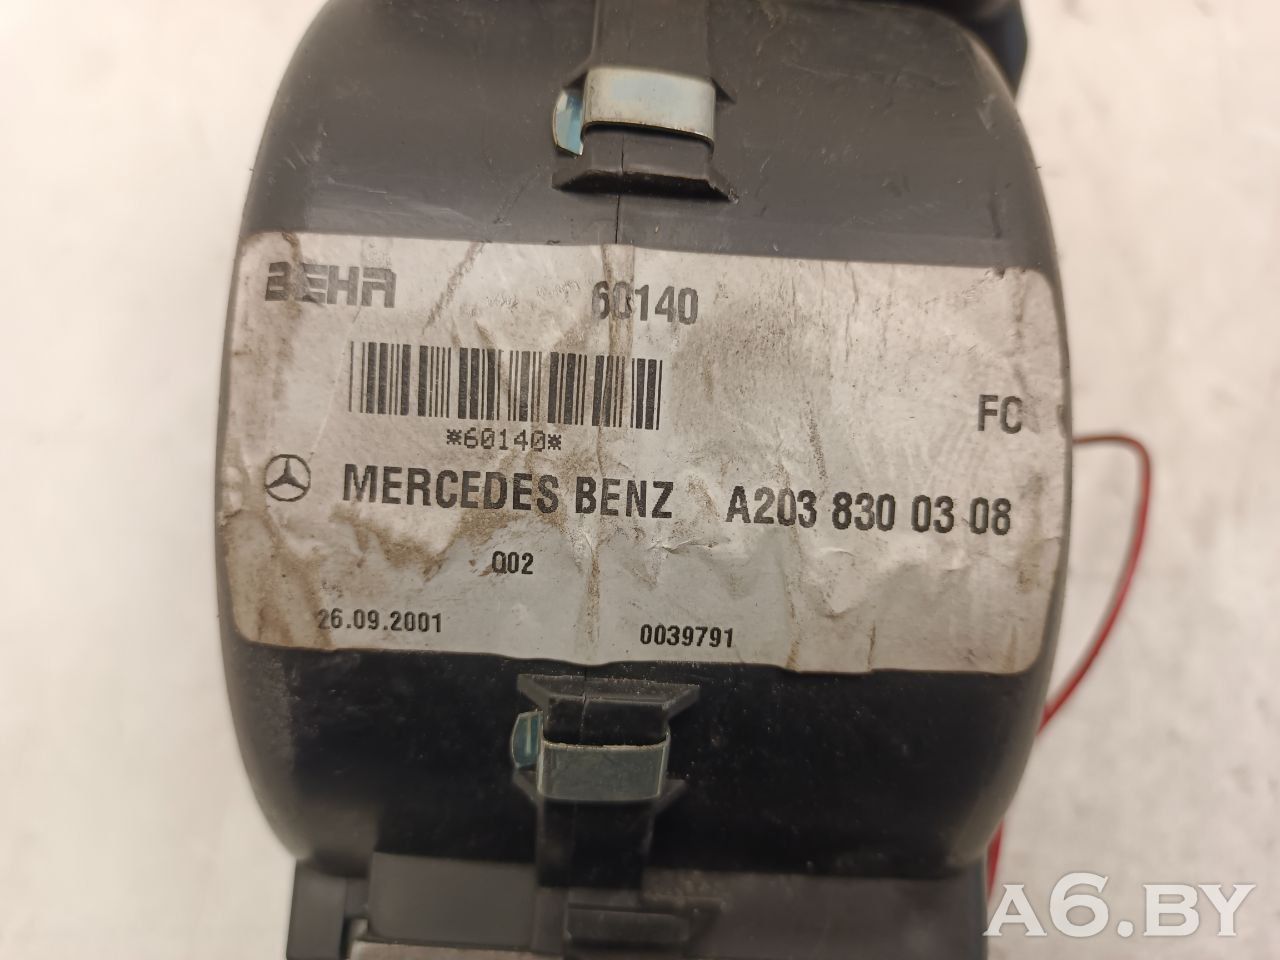 BEHR 60140
FC
*60140*
MERCEDES BENZ A203 830 03 08
Q02
26.09.2001 0039791
A6.BY